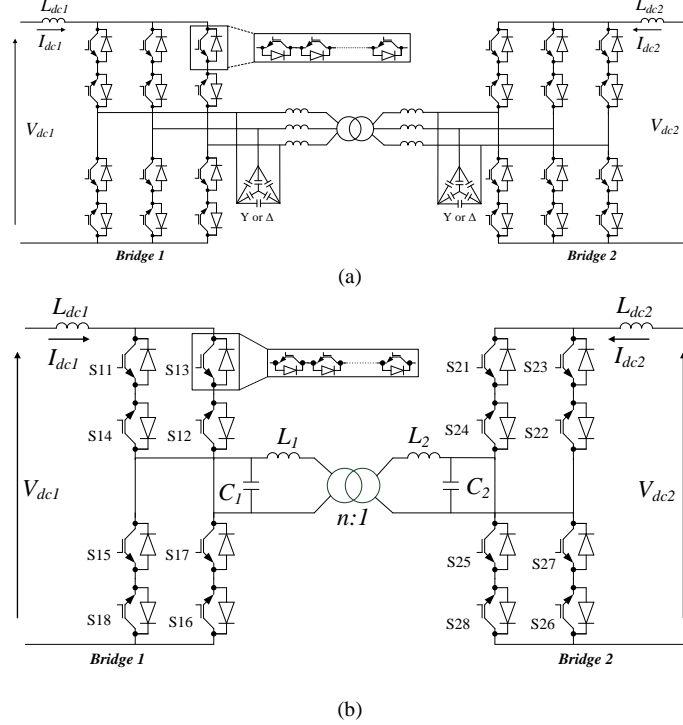 L_dc1
L_dc2
I_dc1
I_dc2
V_dc1
V_dc2
Y or Δ
Y or Δ
Bridge 1
Bridge 2
(a)
L_dc1
L_dc2
I_dc1
I_dc2
S11
S13
S21
S23
S14
S12
L_1
L_2
S24
S22
V_dc1
C_1
C_2
V_dc2
n:1
S15
S17
S25
S27
S18
S16
S28
S26
Bridge 1
Bridge 2
(b)